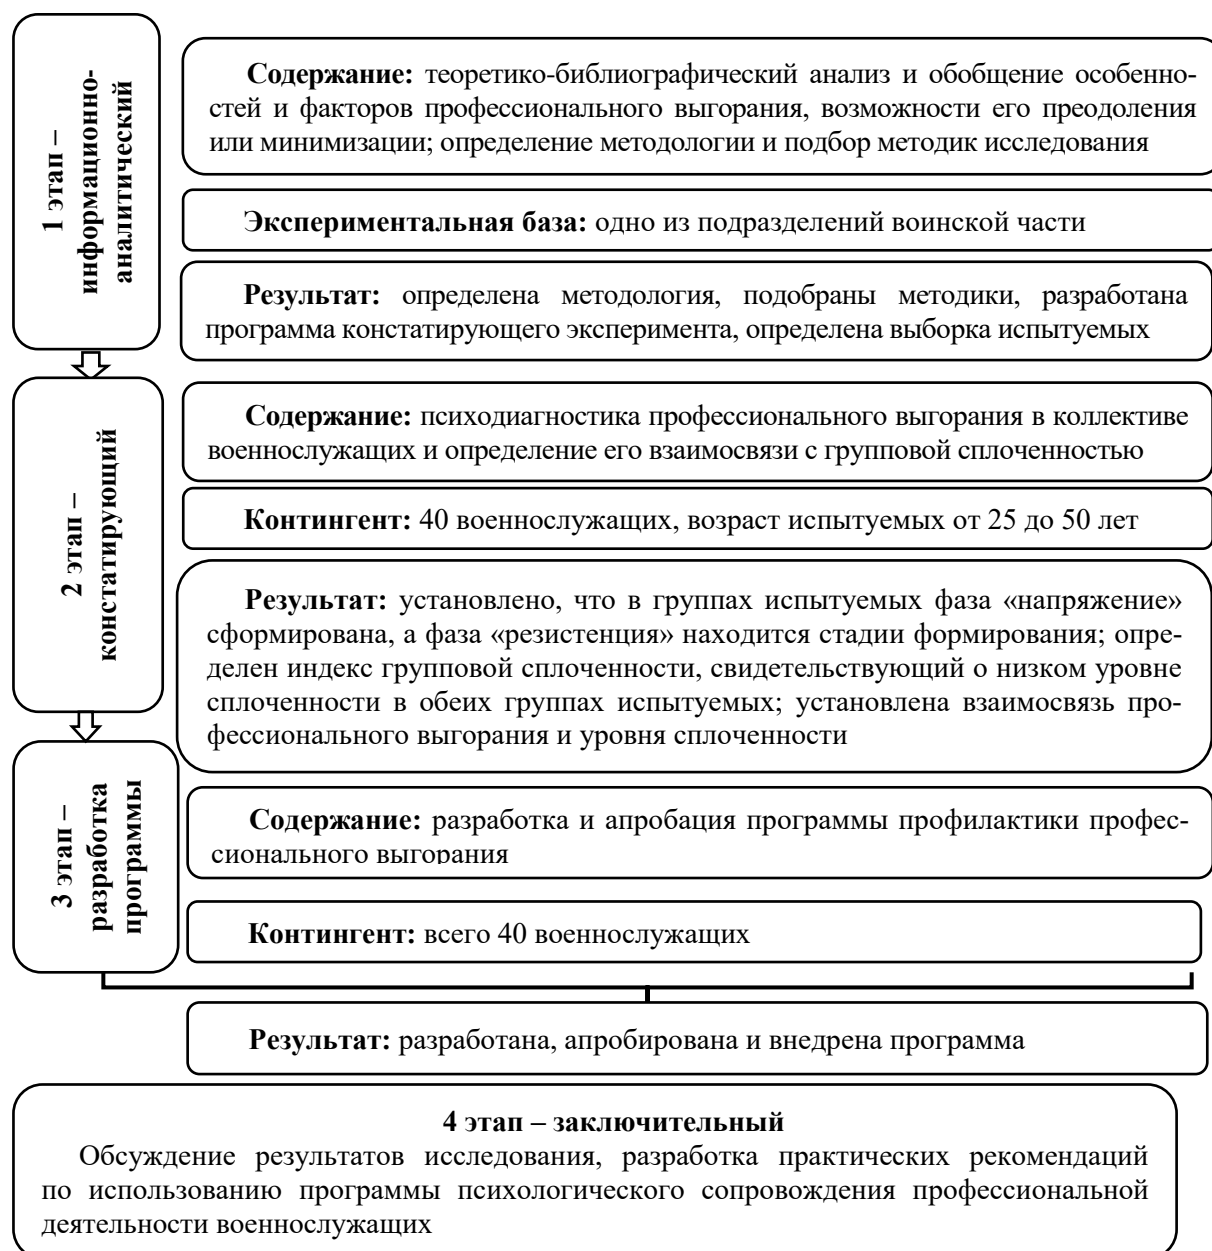 1 этап –
информационно-
аналитический
Содержание: теоретико-библиографический анализ и обобщение особенно-
стей и факторов профессионального выгорания, возможности его преодоления
или минимизации; определение методологии и подбор методик исследования
Экспериментальная база: одно из подразделений воинской части
Результат: определена методология, подобраны методики, разработана
программа констатирующего эксперимента, определена выборка испытуемых
2 этап –
констатирующий
Содержание: психодиагностика профессионального выгорания в коллективе
военнослужащих и определение его взаимосвязи с групповой сплоченностью
Контингент: 40 военнослужащих, возраст испытуемых от 25 до 50 лет
Результат: установлено, что в группах испытуемых фаза «напряжение»
сформирована, а фаза «резистенция» находится стадии формирования; опре-
делен индекс групповой сплоченности, свидетельствующий о низком уровне
сплоченности в обеих группах испытуемых; установлена взаимосвязь про-
фессионального выгорания и уровня сплоченности
3 этап –
разработка
программы
Содержание: разработка и апробация программы профилактики профес-
сионального выгорания
Контингент: всего 40 военнослужащих
Результат: разработана, апробирована и внедрена программа
4 этап – заключительный
Обсуждение результатов исследования, разработка практических рекомендаций
по использованию программы психологического сопровождения профессиональной
деятельности военнослужащих